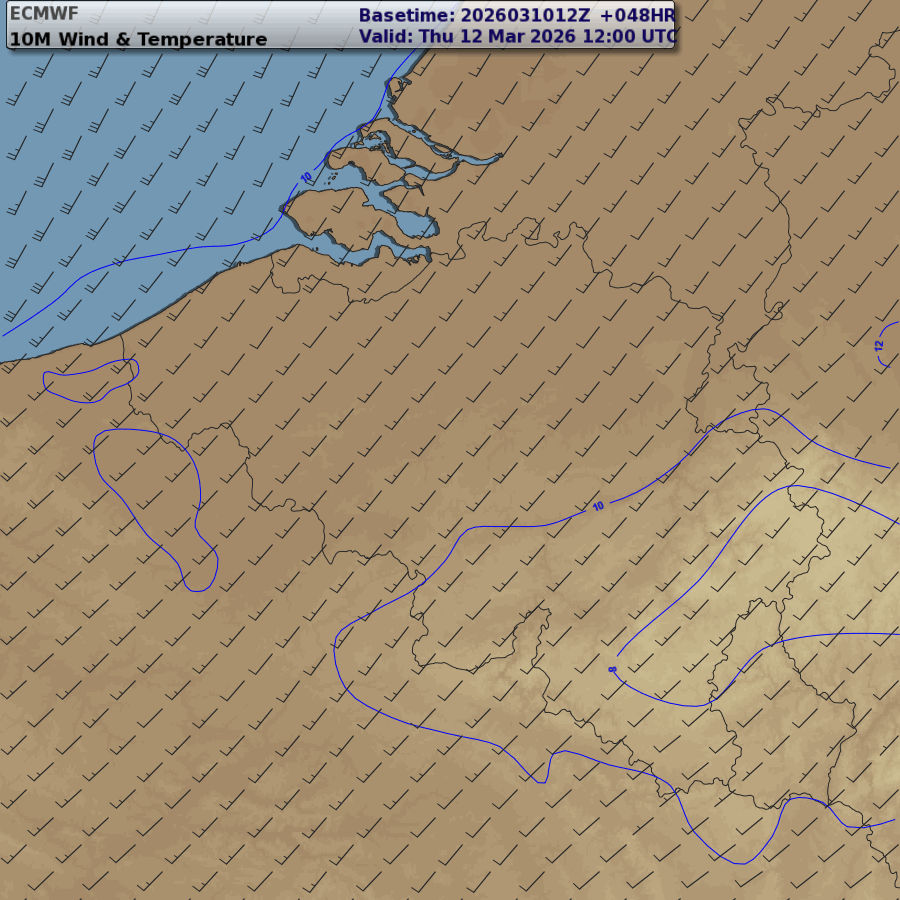 ECMWF
Basetime: 2026031012Z +048HR
10M Wind & Temperature
Valid: Thu 12 Mar 2026 12:00 UTC
10
12
10
8